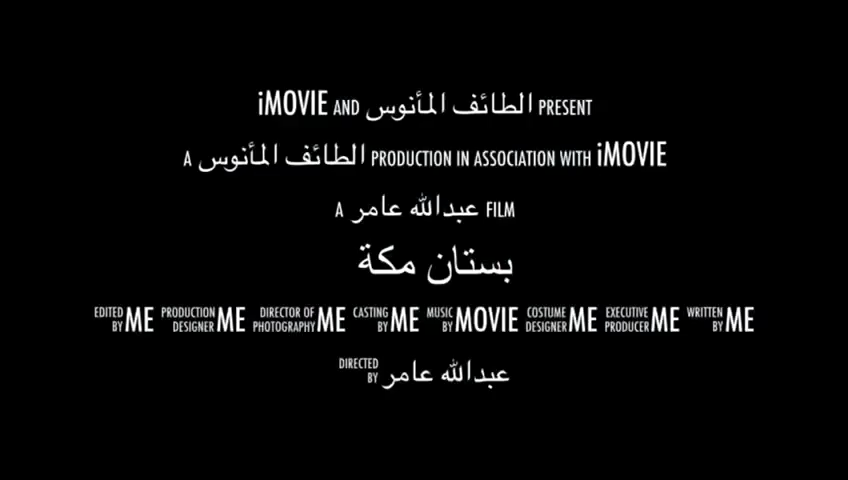 iMOVIE AND الطائف المأنوس PRESENT
A الطائف المأنوس PRODUCTION IN ASSOCIATION WITH iMOVIE
A عبدالله عامر FILM
بستان مكة
EDITED BY ME PRODUCTION DESIGNER ME DIRECTOR OF PHOTOGRAPHY ME CASTING BY ME MUSIC BY MOVIE COSTUME DESIGNER ME EXECUTIVE PRODUCER ME WRITTEN BY ME
DIRECTED BY عبدالله عامر